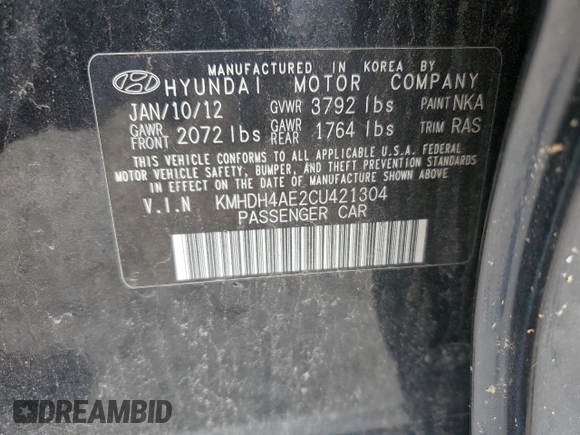 MANUFACTURED IN KOREA BY
HYUNDAI MOTOR COMPANY
JAN/10/12 GVWR 3792 lbs PAINT NKA
GAWR FRONT 2072 lbs GAWR REAR 1764 lbs TRIM RAS
THIS VEHICLE CONFORMS TO ALL APPLICABLE U.S.A. FEDERAL
MOTOR VEHICLE SAFETY, BUMPER, AND THEFT PREVENTION STANDARDS
IN EFFECT ON THE DATE OF MANUFACTURE SHOWN ABOVE.
V.I.N KMHDH4AE2CU421304
PASSENGER CAR
DREAMBID